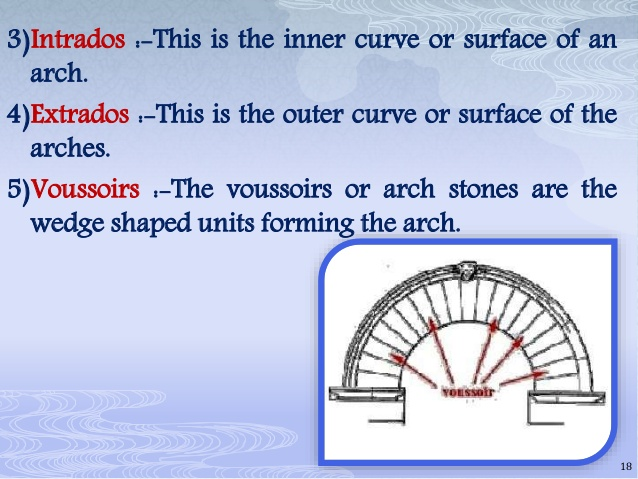 3)Intrados :-This is the inner curve or surface of an
arch.
4)Extrados :-This is the outer curve or surface of the
arches.
5)Voussoirs :-The voussoirs or arch stones are the
wedge shaped units forming the arch.
VOUSSOIR
18